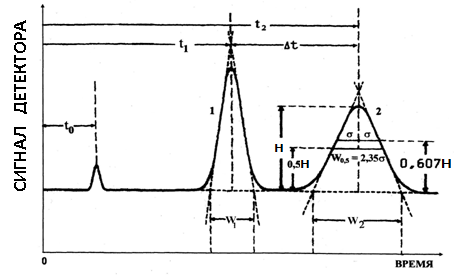 t₂
t₁
Δt
t₀
1
2
σ σ
H
0,5H
W₀,₅ = 2,35σ
0,607H
W₁
W₂
СИГНАЛ ДЕТЕКТОРА
0
ВРЕМЯ